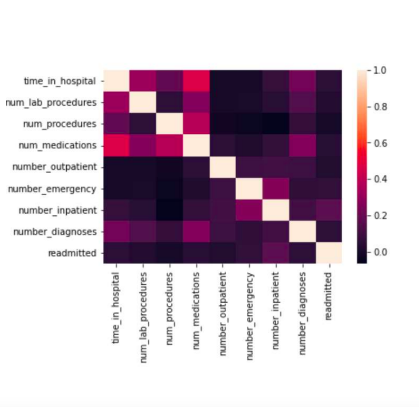 time_in_hospital
num_lab_procedures
num_procedures
num_medications
number_outpatient
number_emergency
number_inpatient
number_diagnoses
readmitted
time_in_hospital
num_lab_procedures
num_procedures
num_medications
number_outpatient
number_emergency
number_inpatient
number_diagnoses
readmitted
1.0
0.8
0.6
0.4
0.2
0.0